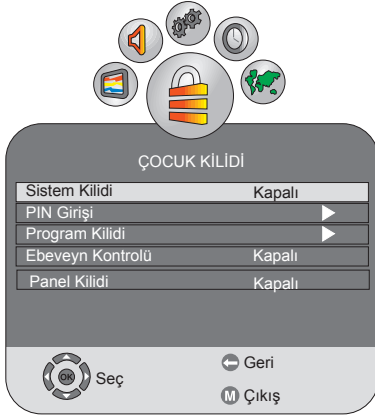 ÇOCUK KİLİDİ
Sistem Kilidi Kapalı
PIN Girişi
Program Kilidi
Ebeveyn Kontrolü Kapalı
Panel Kilidi Kapalı
OK Seç
Geri
M Çıkış